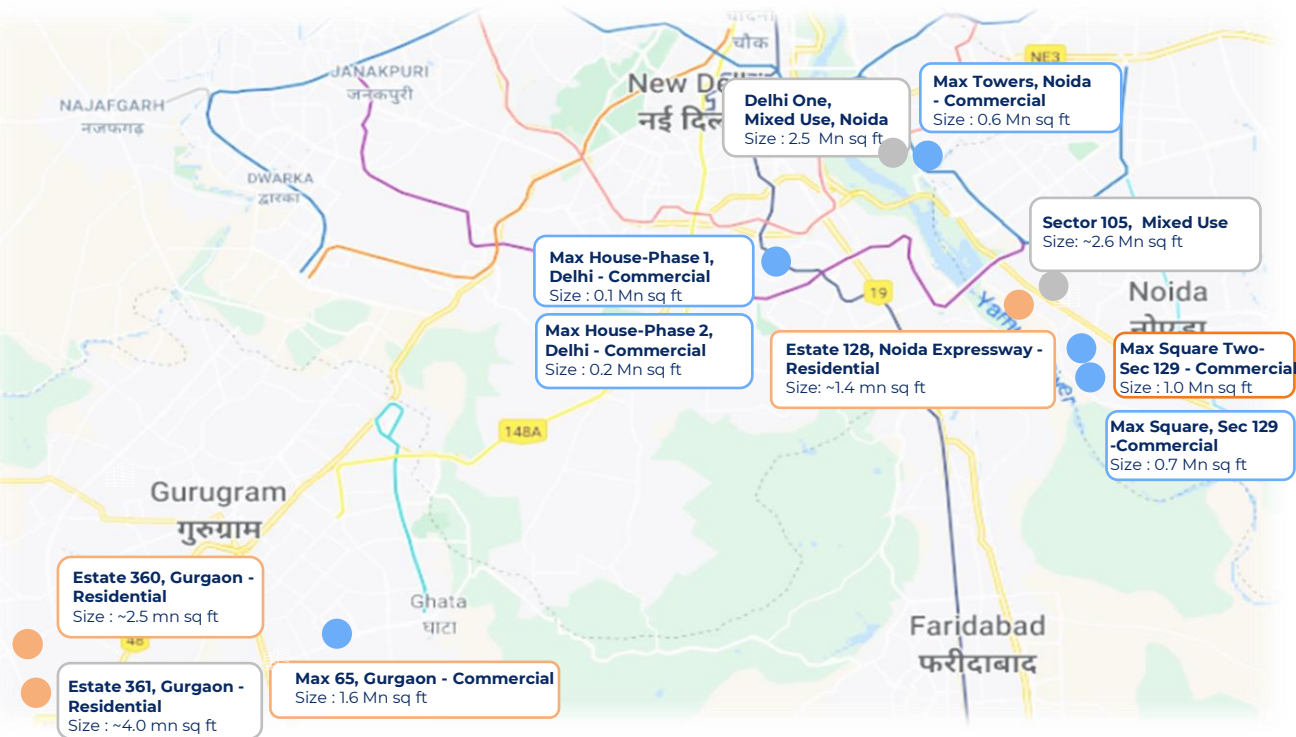 चांदनी
चौक
NE3
JANAKPURI
जनकपुरी
NAJAFGARH
नजफगढ़
New
नई
Delhi One,
Mixed Use, Noida
Size : 2.5 Mn sq ft
Max Towers, Noida
- Commercial
Size : 0.6 Mn sq ft
DWARKA
द्वारका
Sector 105, Mixed Use
Size: ~2.6 Mn sq ft
Max House-Phase 1,
Delhi - Commercial
Size : 0.1 Mn sq ft
19
Noida
नोएडा
Max House-Phase 2,
Delhi - Commercial
Size : 0.2 Mn sq ft
Estate 128, Noida Expressway -
Residential
Size: ~1.4 mn sq ft
Max Square Two-
Sec 129 - Commercial
Size : 1.0 Mn sq ft
148A
Max Square, Sec 129
-Commercial
Size : 0.7 Mn sq ft
Gurugram
गुरुग्राम
Estate 360, Gurgaon -
Residential
Size : ~2.5 mn sq ft
48
Ghata
घाटा
Faridabad
फरीदाबाद
Estate 361, Gurgaon -
Residential
Size : ~4.0 mn sq ft
Max 65, Gurgaon - Commercial
Size : 1.6 Mn sq ft